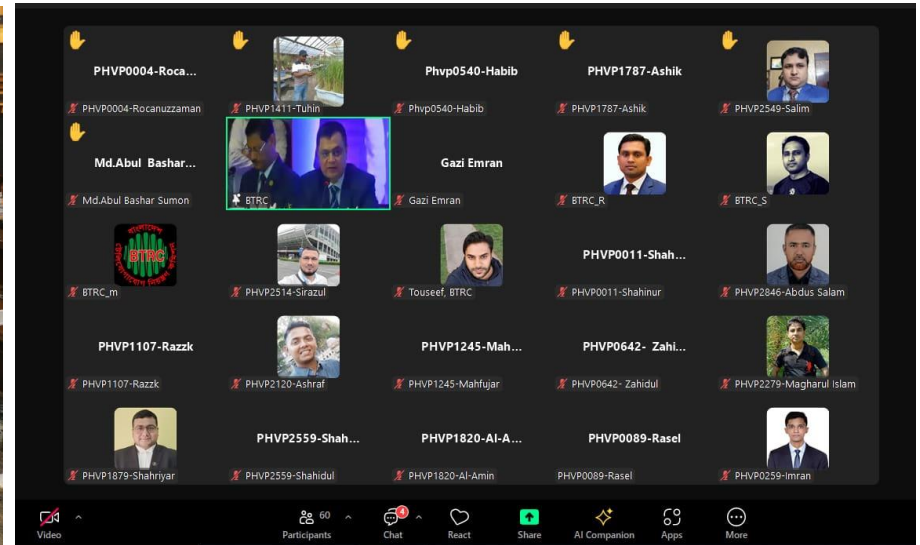 PHVP0004-Roca...
PHVP0004-Rocanuzzaman
PHVP1411-Tuhin
Phvp0540-Habib
Phvp0540-Habib
PHVP1787-Ashik
PHVP1787-Ashik
PHVP2549-Salim
Md.Abul Bashar...
Md.Abul Bashar Sumon
BTRC
Gazi Emran
Gazi Emran
BTRC_R
BTRC_S
BTRC
BTRC_m
PHVP2514-Sirazul
Touseef, BTRC
PHVP0011-Shah...
PHVP0011-Shahinur
PHVP2846-Abdus Salam
PHVP1107-Razzk
PHVP1107-Razzk
PHVP2120-Ashraf
PHVP1245-Mah...
PHVP1245-Mahfujar
PHVP0642- Zahi...
PHVP0642- Zahidul
PHVP2279-Magharul Islam
PHVP1879-Shahriyar
PHVP2559-Shah...
PHVP2559-Shahidul
PHVP1820-Al-A...
PHVP1820-Al-Amin
PHVP0089-Rasel
PHVP0089-Rasel
PHVP0259-Imran
Video
60
Participants
4
Chat
React
Share
AI Companion
Apps
More